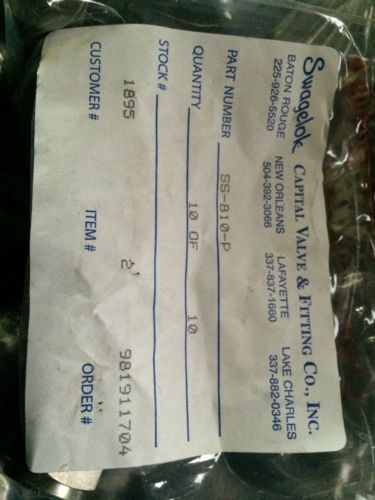 Swagelok CAPITAL VALVE & FITTING CO., INC.
BATON ROUGE NEW ORLEANS LAFAYETTE LAKE CHARLES
225-926-5520 504-392-3066 337-837-1660 337-882-0346
PART NUMBER SS-810-P
QUANTITY 10 OF 10
STOCK#
1895 2 981911704
CUSTOMER # ITEM # ORDER #